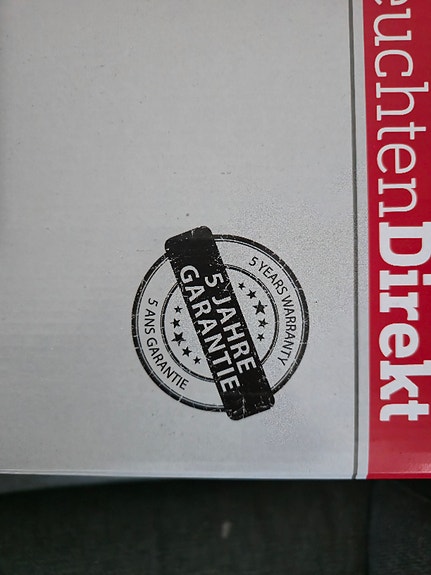 euchtenDirekt
5 YEARS WARRANTY
5 JAHRE
GARANTIE
5 ANS GARANTIE